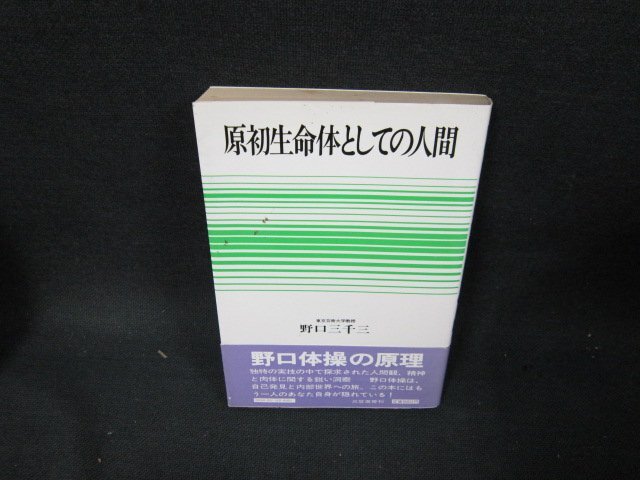 原初生命体としての人間
東京芸術大学教授
野口三千三
野口体操の原理
独特の実技の中で探求された人間観、精神
と肉体に関する鋭い洞察 野口体操は、
自己発見と内部世界への旅、この本にはも
う一人のあなた自身が隠れている！
三笠書房刊